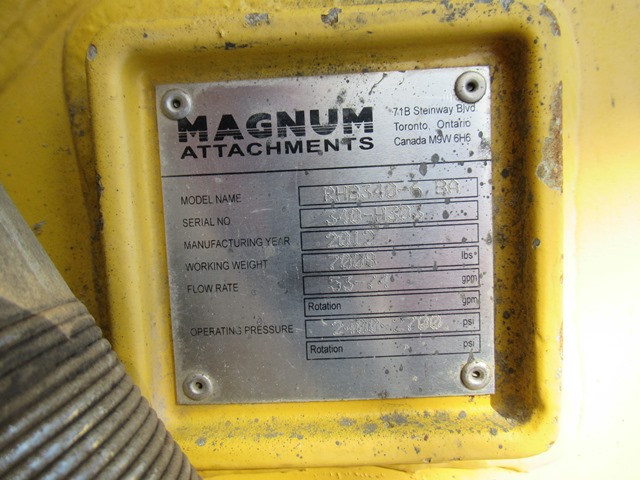 MAGNUM
ATTACHMENTS
71B Steinway Blvd
Toronto, Ontario
Canada M9W 6H6
MODEL NAME
SERIAL NO
MANUFACTURING YEAR
WORKING WEIGHT lbs
FLOW RATE gpm
Rotation gpm
OPERATING PRESSURE psi
Rotation psi